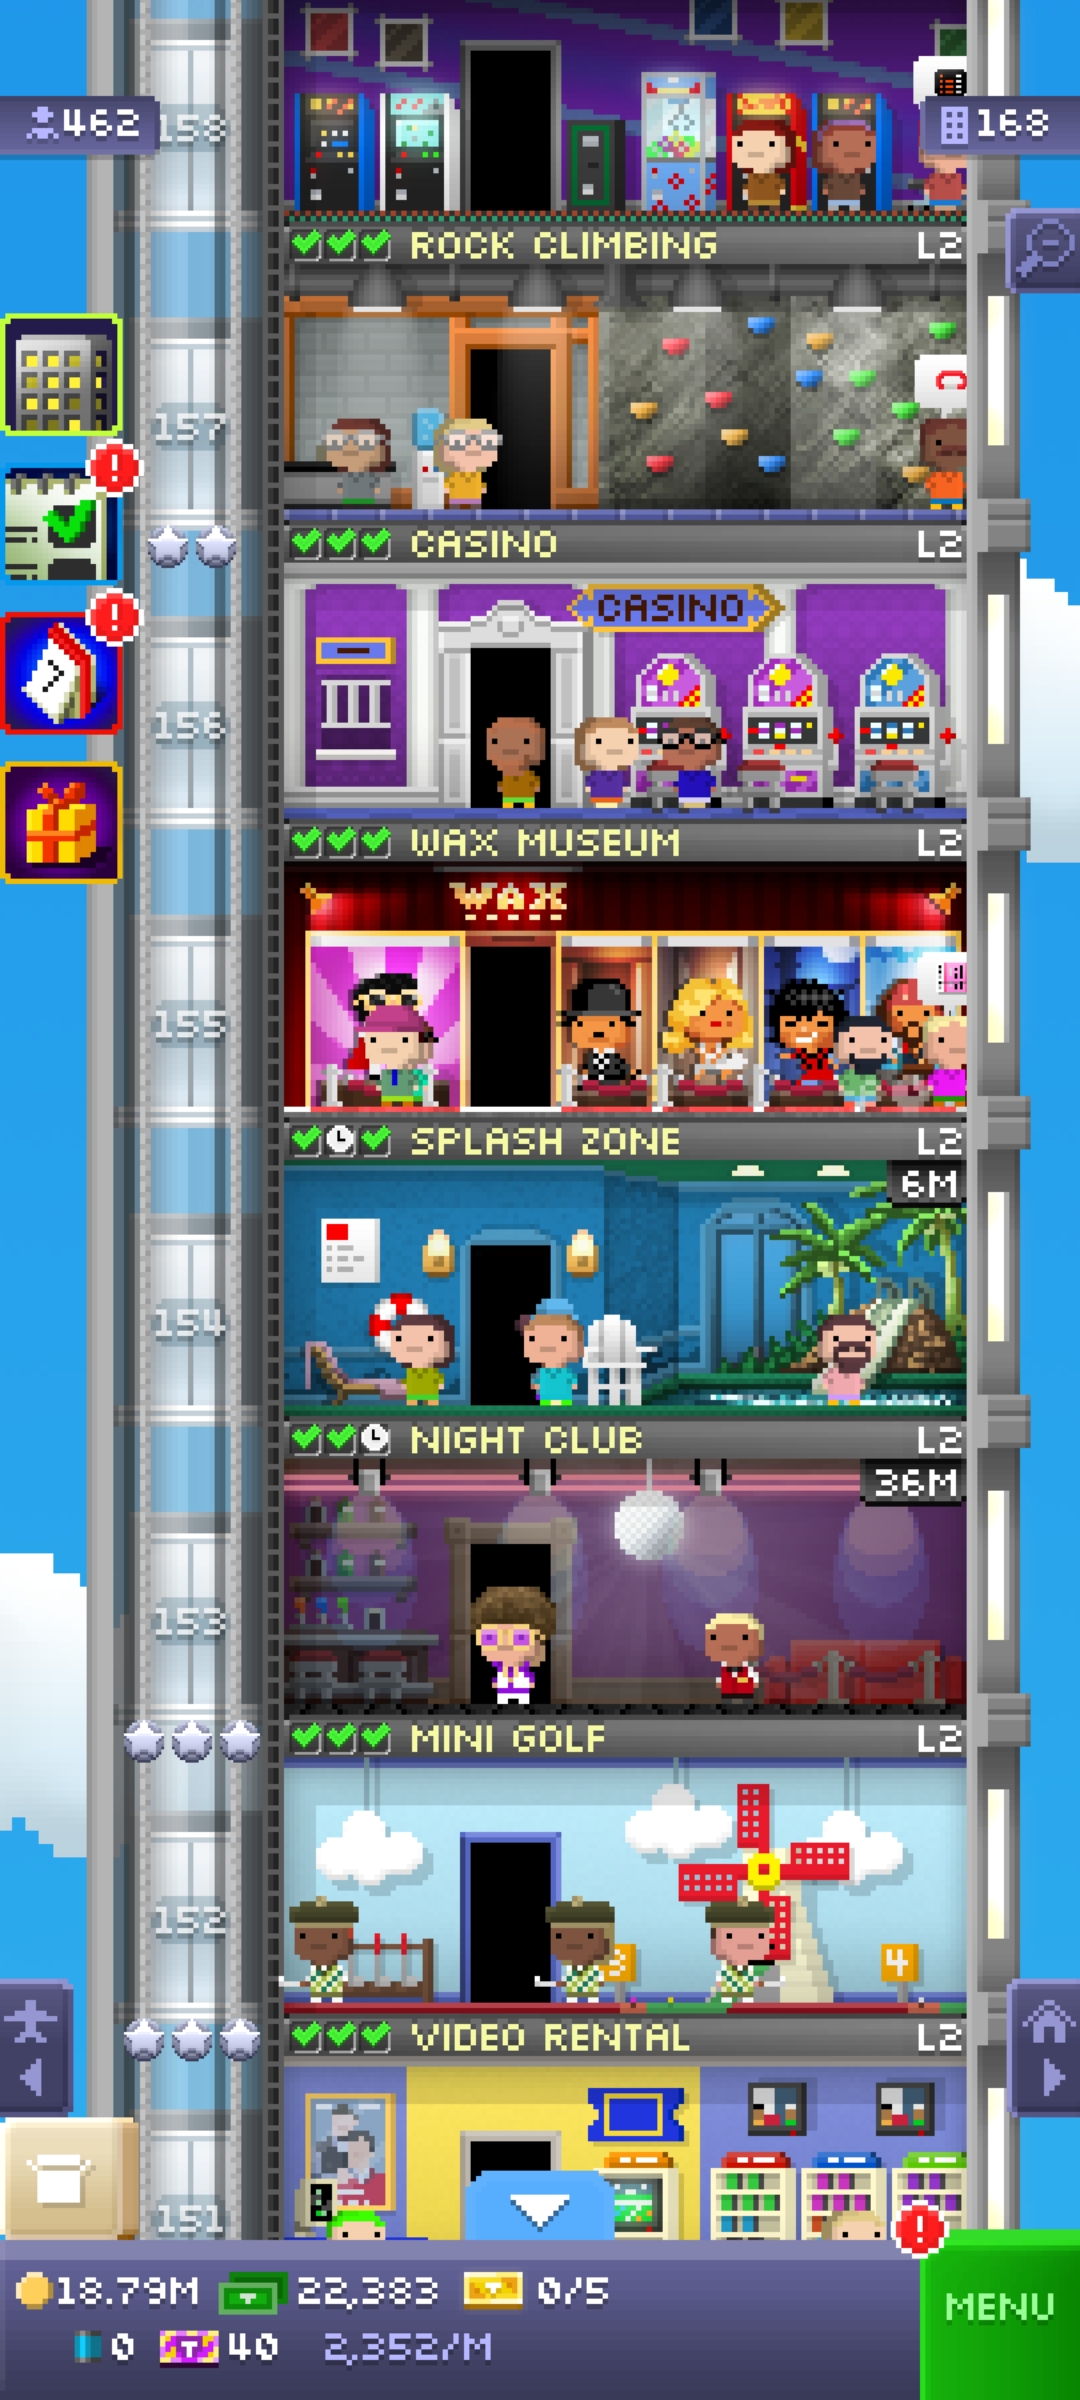 462
158
168
ROCK CLIMBING
L2
157
CASINO
L2
CASINO
156
WAX MUSEUM
L2
WAX
155
SPLASH ZONE
L2
6M
154
NIGHT CLUB
L2
36M
153
MINI GOLF
L2
152
3
4
VIDEO RENTAL
L2
151
18.79M
22,383
0/5
MENU
0
40
2,352/M